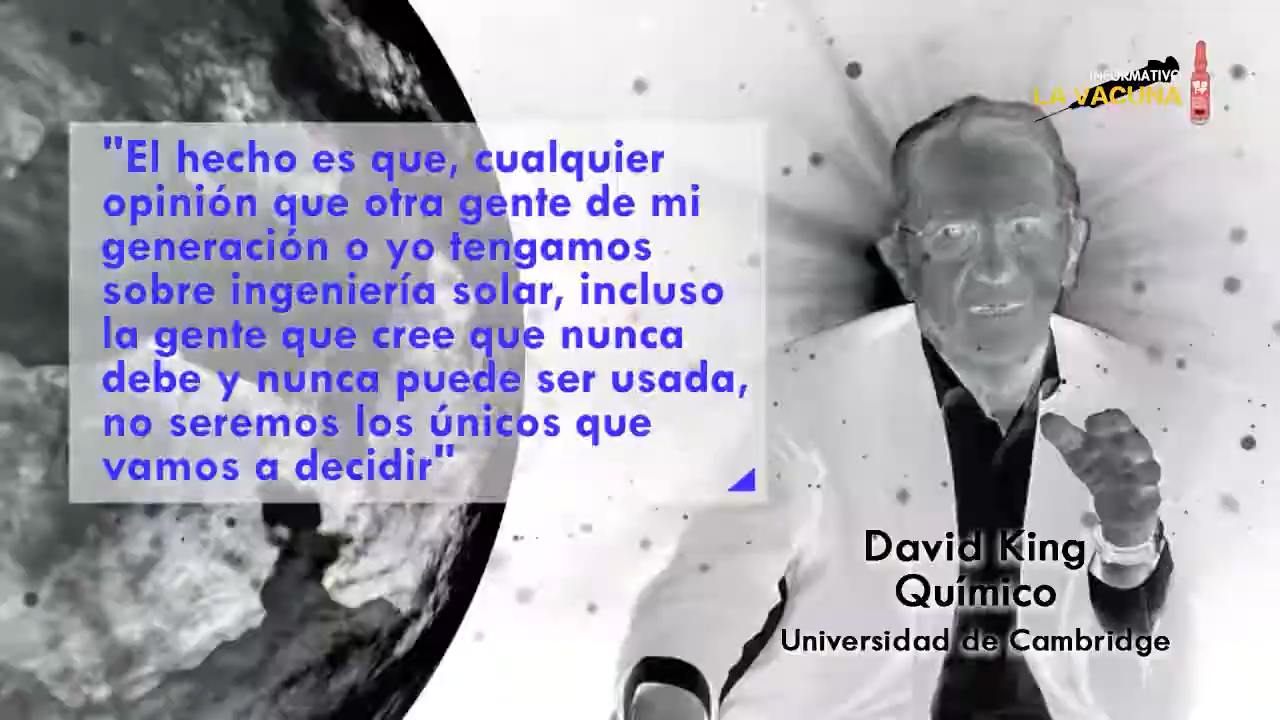 INFORMATIVO
LA VACUNA
"El hecho es que, cualquier
opinión que otra gente de mi
generación o yo tengamos
sobre ingeniería solar, incluso
la gente que cree que nunca
debe y nunca puede ser usada,
no seremos los únicos que
vamos a decidir"
David King
Químico
Universidad de Cambridge